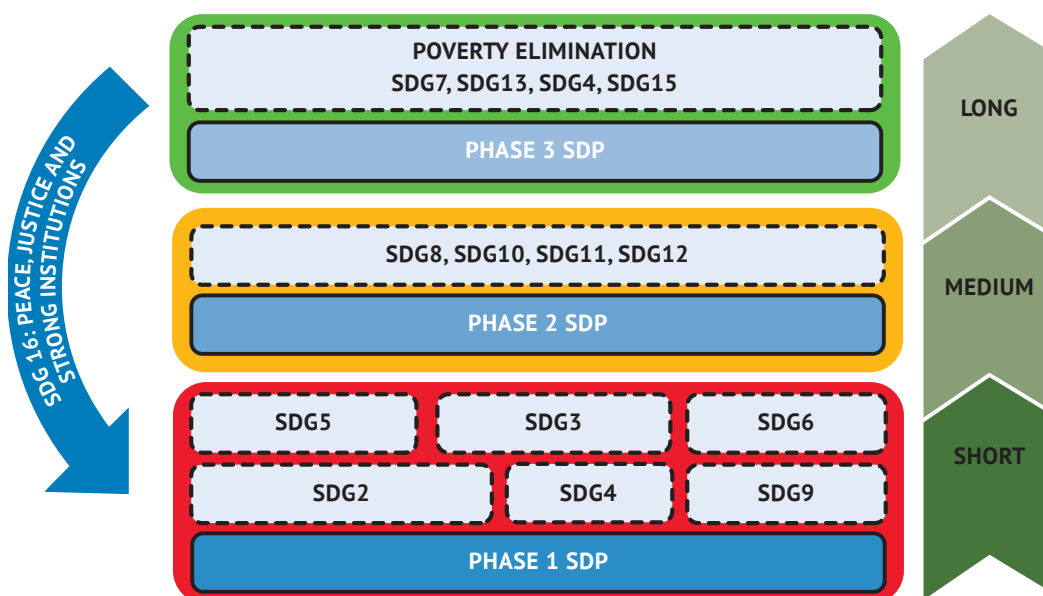 POVERTY ELIMINATION
SDG7, SDG13, SDG4, SDG15
PHASE 3 SDP
LONG
SDG 16: PEACE, JUSTICE AND
STRONG INSTITUTIONS
SDG8, SDG10, SDG11, SDG12
MEDIUM
PHASE 2 SDP
SDG5
SDG3
SDG6
SHORT
SDG2
SDG4
SDG9
PHASE 1 SDP